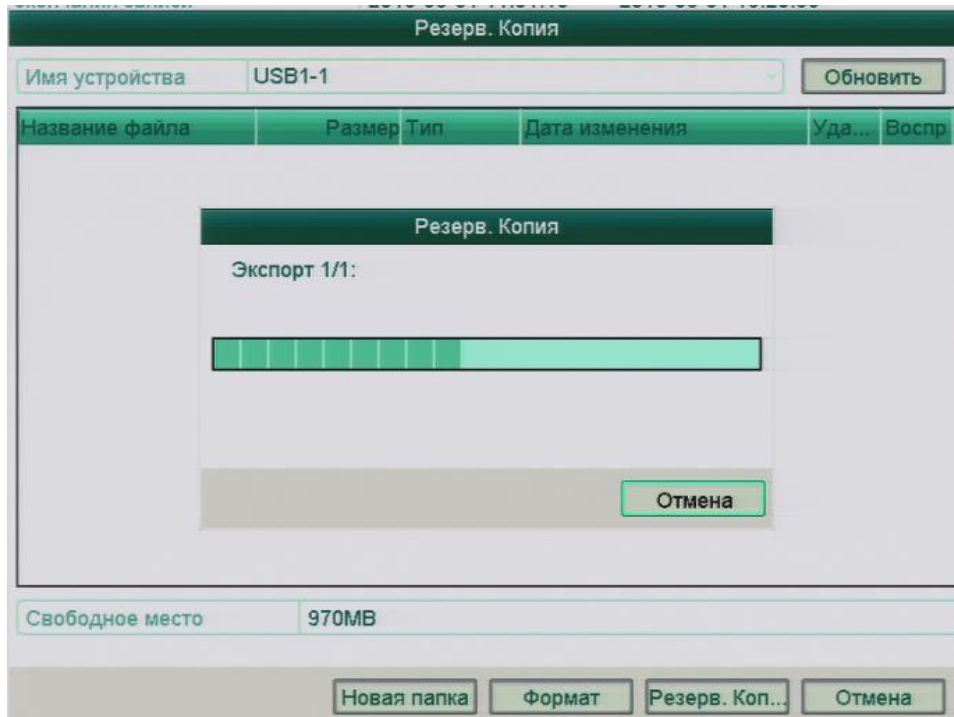 Резерв. Копия
Имя устройства USB1-1 Обновить
Название файла Размер Тип Дата изменения Уда... Воспр
Резерв. Копия
Экспорт 1/1:
Отмена
Свободное место 970MB
Новая папка Формат Резерв. Коп... Отмена